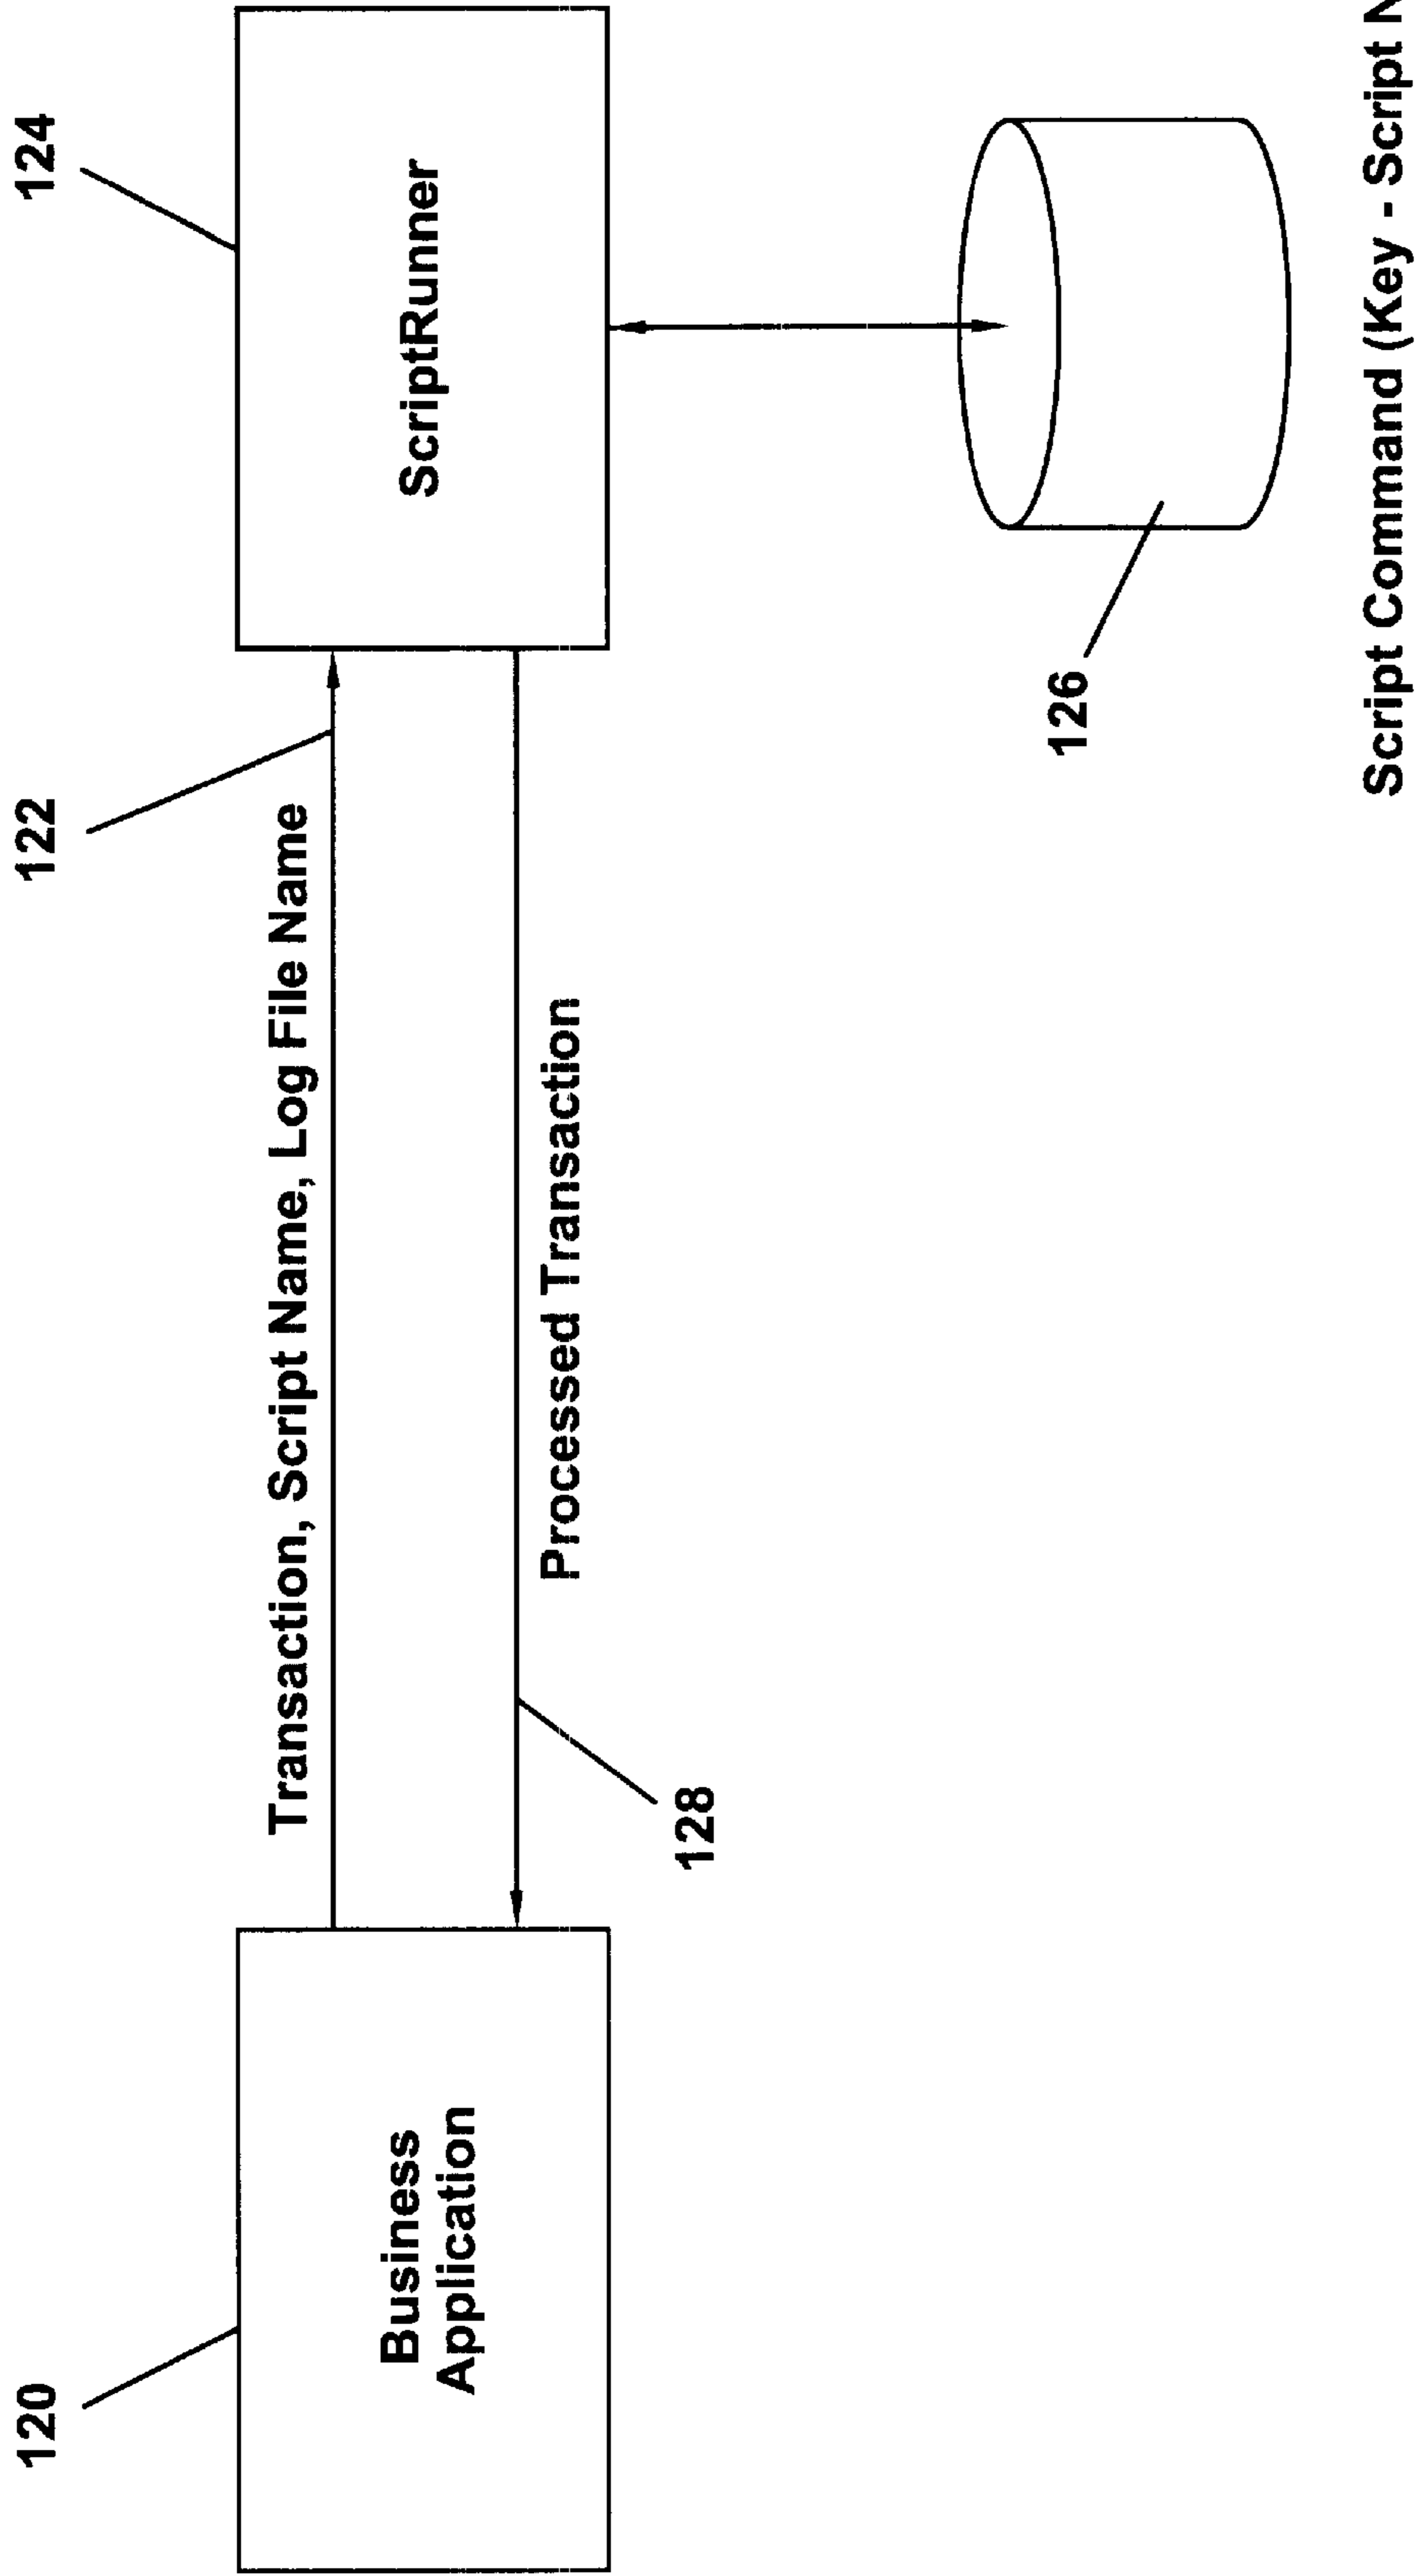 120
122
124
Transaction, Script Name, Log File Name
Business
Application
ScriptRunner
Processed Transaction
128
126
Script Command (Key - Script